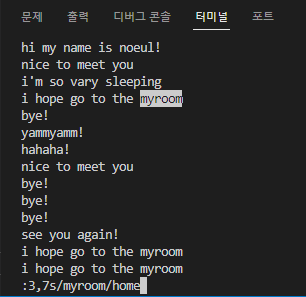 문제 출력 디버그 콘솔 터미널 포트
hi my name is noeul!
nice to meet you
i'm so vary sleeping
i hope go to the myroom
bye!
yammyamm!
hahaha!
nice to meet you
bye!
bye!
bye!
see you again!
i hope go to the myroom
i hope go to the myroom
:3,7s/myroom/home